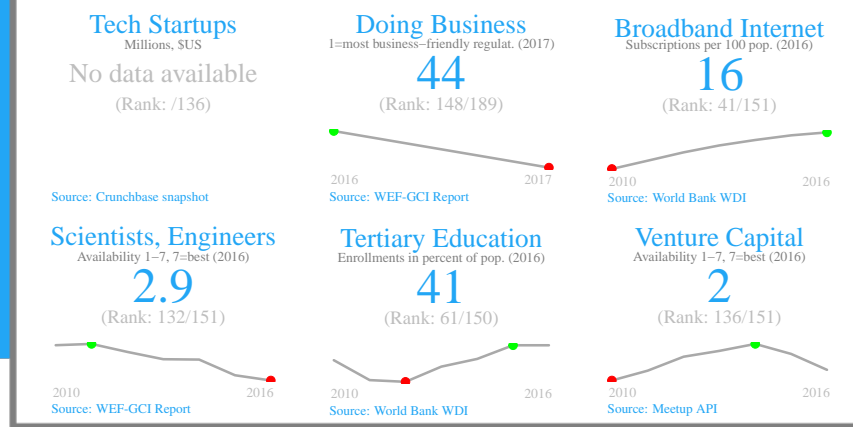 Tech Startups
Millions, $US
No data available
(Rank: /136)
Source: Crunchbase snapshot
Doing Business
1=most business−friendly regulat. (2017)
44
(Rank: 148/189)
2016 2017
Source: WEF-GCI Report
Broadband Internet
Subscriptions per 100 pop. (2016)
16
(Rank: 41/151)
2010 2016
Source: World Bank WDI
Scientists, Engineers
Availability 1−7, 7=best (2016)
2.9
(Rank: 132/151)
2010 2016
Source: WEF-GCI Report
Tertiary Education
Enrollments in percent of pop. (2016)
41
(Rank: 61/150)
2010 2016
Source: World Bank WDI
Venture Capital
Availability 1−7, 7=best (2016)
2
(Rank: 136/151)
2010 2016
Source: Meetup API